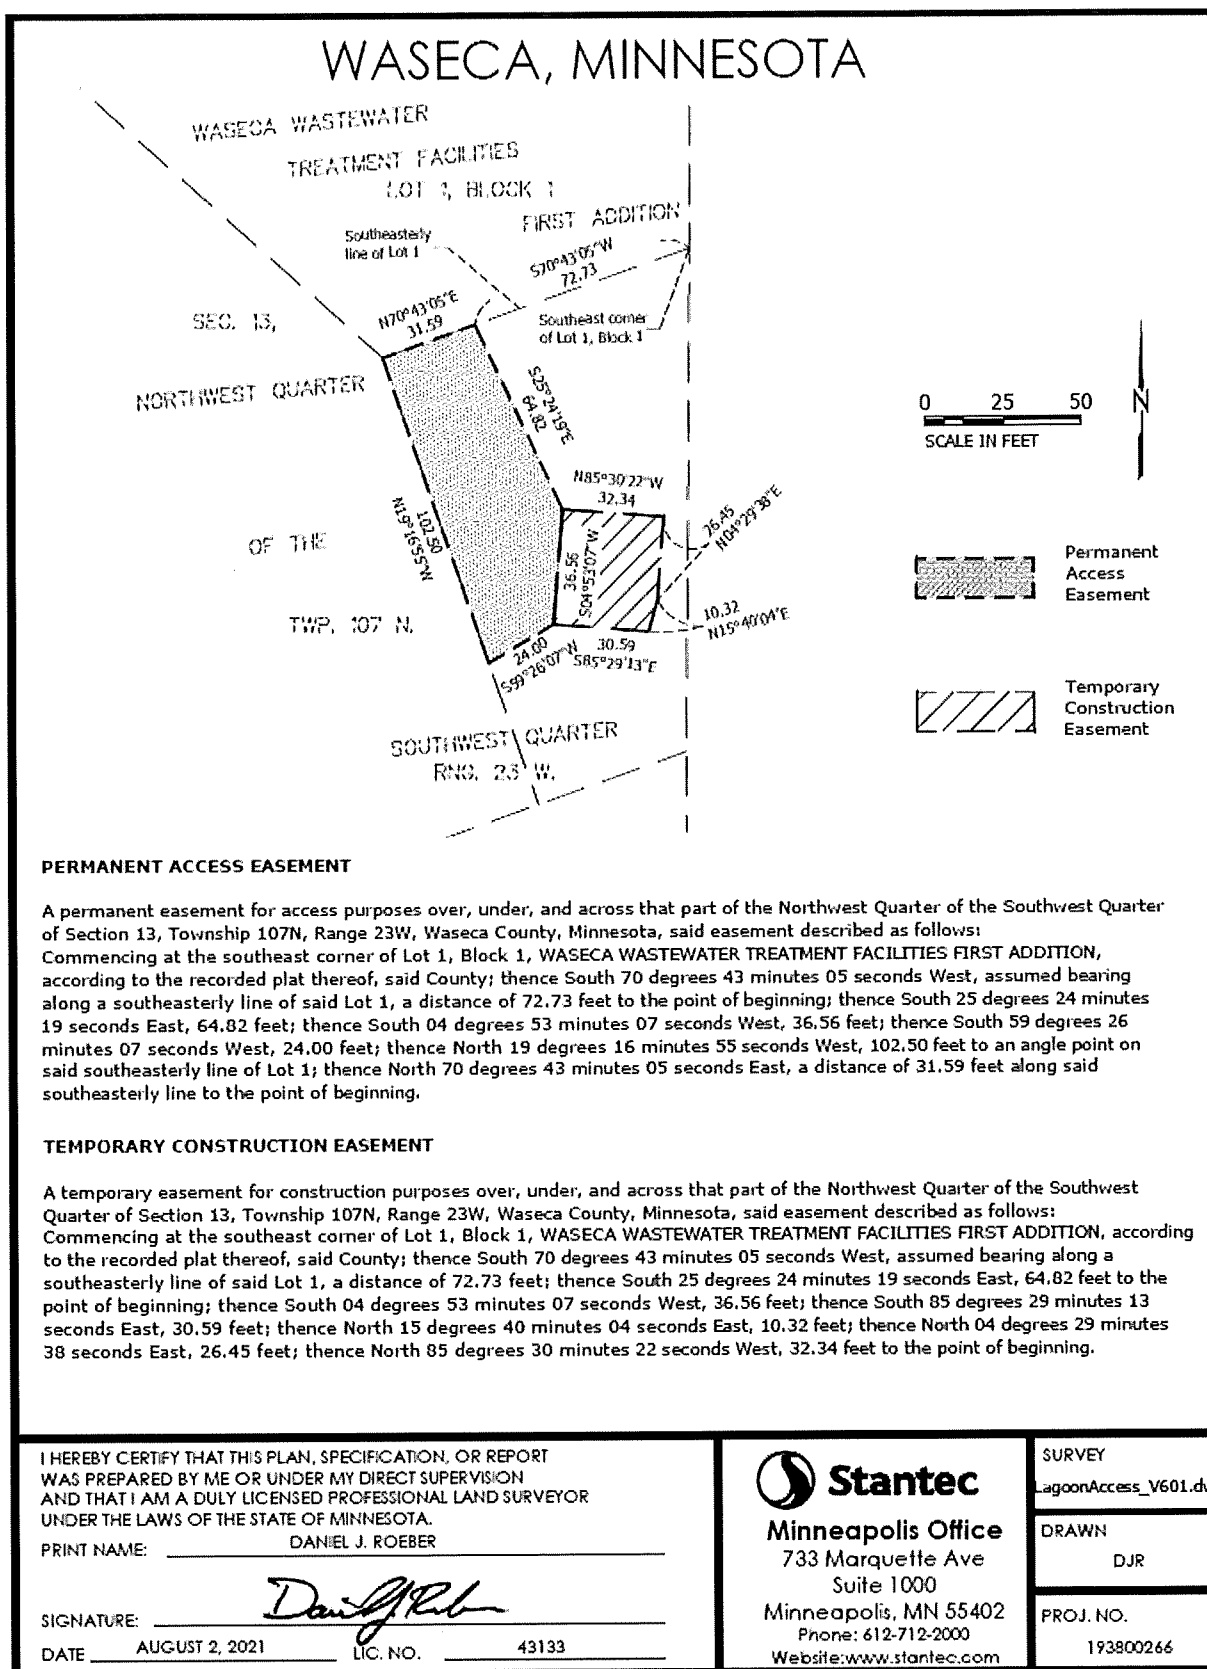 WASECA, MINNESOTA
WASECA WASTEWATER
TREATMENT FACILITIES
LOT 1, BLOCK 1
FIRST ADDITION
Southeasterly
line of Lot 1
S70°43'05"W
72.73
N70°43'05"E
31.59
Southeast corner
of Lot 1, Block 1
SEC. 13,
NORTHWEST QUARTER
S25°24'19"E
64.82
0 25 50
SCALE IN FEET
N
N85°30'22"W
32.34
26.45
N04°29'38"E
102.50
N19°16'55"W
OF THE
36.56
S04°53'07"W
Permanent
Access
Easement
TWP. 107 N.
10.32
N15°40'04"E
24.00
S59°26'07"W
30.59
S85°29'13"E
Temporary
Construction
Easement
SOUTHWEST QUARTER
RNG. 23 W.
PERMANENT ACCESS EASEMENT
A permanent easement for access purposes over, under, and across that part of the Northwest Quarter of the Southwest Quarter
of Section 13, Township 107N, Range 23W, Waseca County, Minnesota, said easement described as follows:
Commencing at the southeast corner of Lot 1, Block 1, WASECA WASTEWATER TREATMENT FACILITIES FIRST ADDITION,
according to the recorded plat thereof, said County; thence South 70 degrees 43 minutes 05 seconds West, assumed bearing
along a southeasterly line of said Lot 1, a distance of 72.73 feet to the point of beginning; thence South 25 degrees 24 minutes
19 seconds East, 64.82 feet; thence South 04 degrees 53 minutes 07 seconds West, 36.56 feet; thence South 59 degrees 26
minutes 07 seconds West, 24.00 feet; thence North 19 degrees 16 minutes 55 seconds West, 102.50 feet to an angle point on
said southeasterly line of Lot 1; thence North 70 degrees 43 minutes 05 seconds East, a distance of 31.59 feet along said
southeasterly line to the point of beginning.
TEMPORARY CONSTRUCTION EASEMENT
A temporary easement for construction purposes over, under, and across that part of the Northwest Quarter of the Southwest
Quarter of Section 13, Township 107N, Range 23W, Waseca County, Minnesota, said easement described as follows:
Commencing at the southeast corner of Lot 1, Block 1, WASECA WASTEWATER TREATMENT FACILITIES FIRST ADDITION, according
to the recorded plat thereof, said County; thence South 70 degrees 43 minutes 05 seconds West, assumed bearing along a
southeasterly line of said Lot 1, a distance of 72.73 feet; thence South 25 degrees 24 minutes 19 seconds East, 64.82 feet to the
point of beginning; thence South 04 degrees 53 minutes 07 seconds West, 36.56 feet; thence South 85 degrees 29 minutes 13
seconds East, 30.59 feet; thence North 15 degrees 40 minutes 04 seconds East, 10.32 feet; thence North 04 degrees 29 minutes
38 seconds East, 26.45 feet; thence North 85 degrees 30 minutes 22 seconds West, 32.34 feet to the point of beginning.
I HEREBY CERTIFY THAT THIS PLAN, SPECIFICATION, OR REPORT
WAS PREPARED BY ME OR UNDER MY DIRECT SUPERVISION
AND THAT I AM A DULY LICENSED PROFESSIONAL LAND SURVEYOR
UNDER THE LAWS OF THE STATE OF MINNESOTA.
PRINT NAME: DANIEL J. ROEBER
SIGNATURE:
DATE AUGUST 2, 2021 LIC. NO. 43133
Stantec
Minneapolis Office
733 Marquette Ave
Suite 1000
Minneapolis, MN 55402
Phone: 612-712-2000
Website:www.stantec.com
SURVEY
LagoonAccess_V601.dw
DRAWN
DJR
PROJ. NO.
193800266